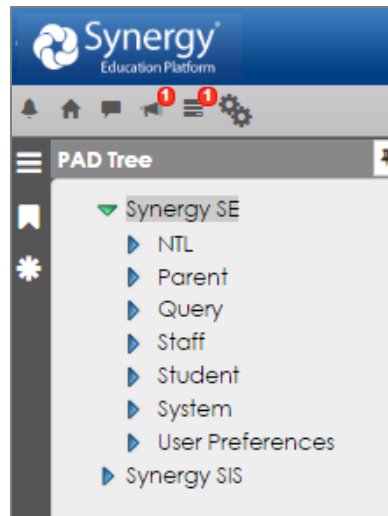 Synergy
Education Platform
1 1
PAD Tree
Synergy SE
NTL
Parent
Query
Staff
Student
System
User Preferences
Synergy SIS